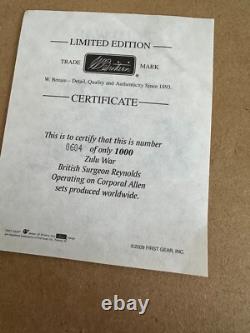 LIMITED EDITION
TRADE W. Britain MARK
®
W. Britain – Detail, Quality and Authenticity Since 1893.
CERTIFICATE
This is to certify that this is number
0604 of only 1000
Zulu War
British Surgeon Reynolds
Operating on Corporal Allen
sets produced worldwide.
©2009 FIRST GEAR, INC.